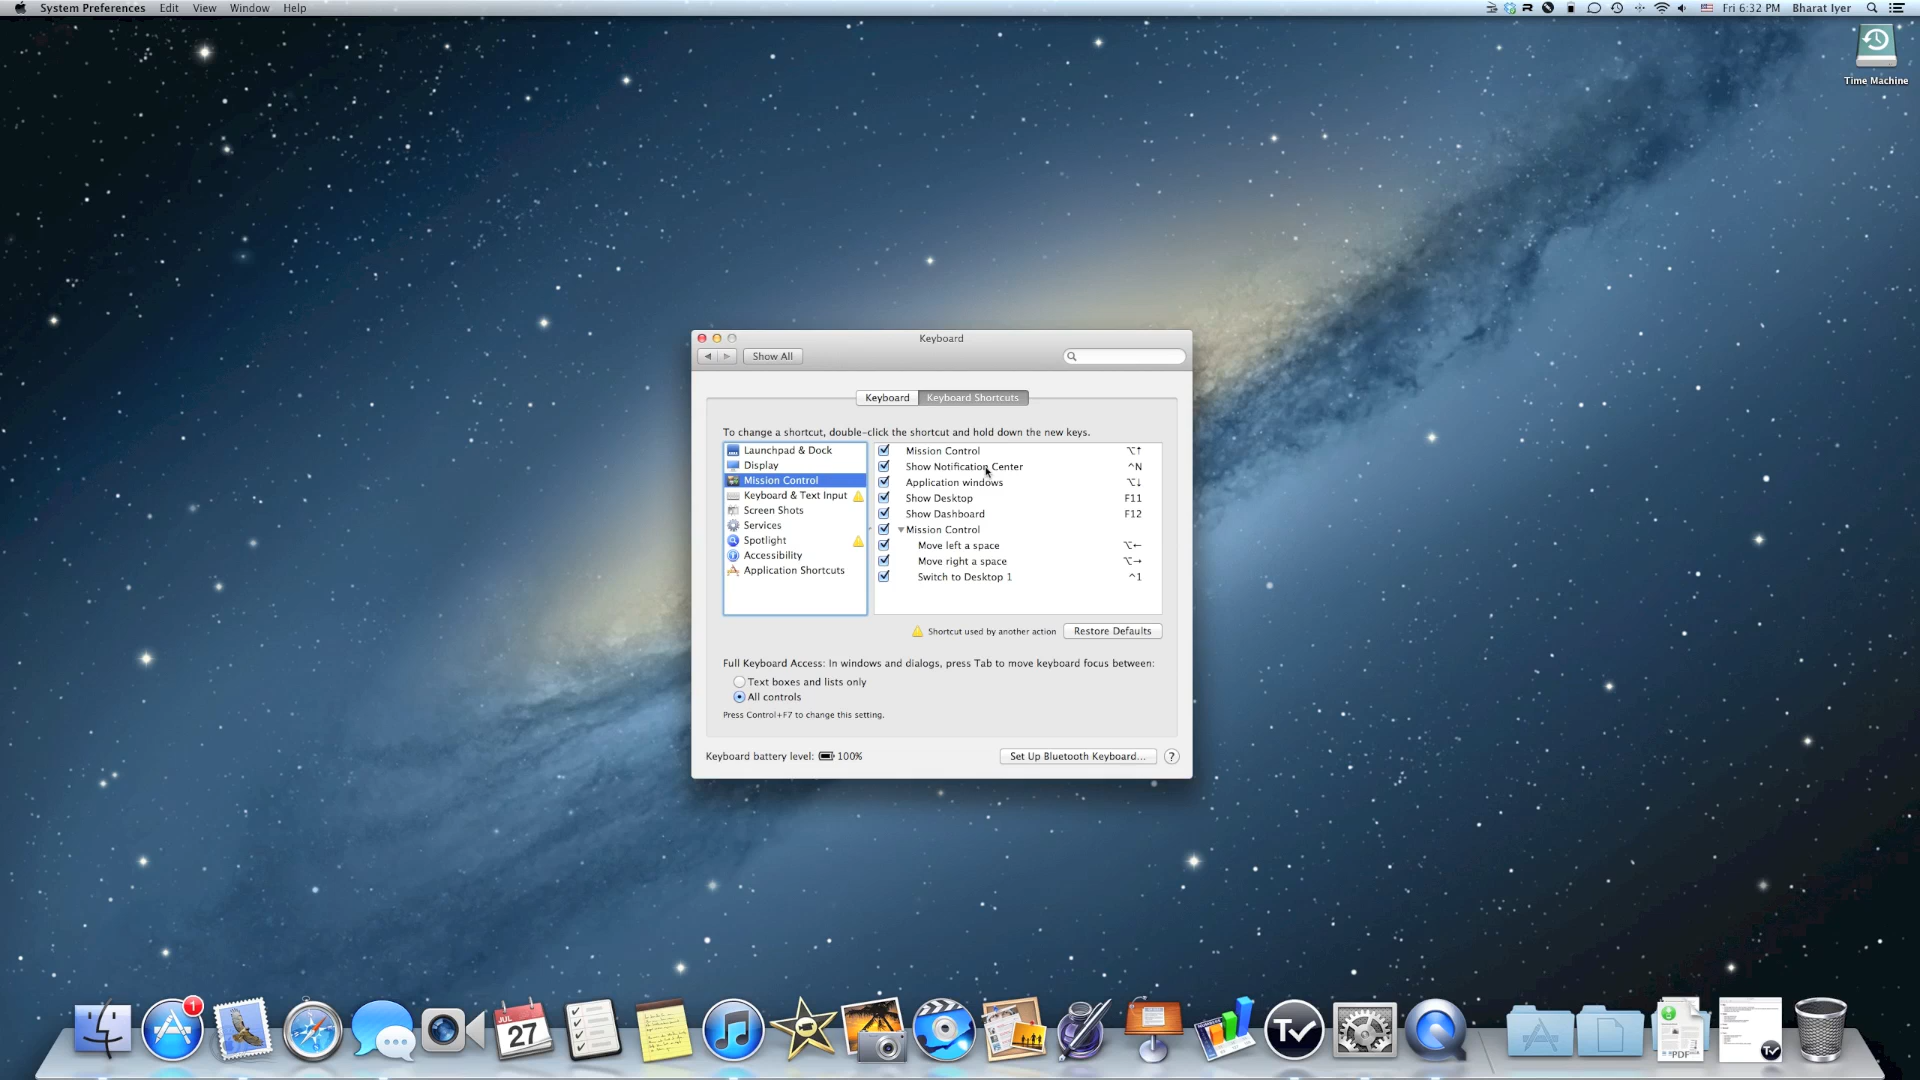 System Preferences Edit View Window Help
Fri 6:32 PM Bharat Iyer
Time Machine
Keyboard
Show All
Keyboard Keyboard Shortcuts
To change a shortcut, double-click the shortcut and hold down the new keys.
Launchpad & Dock
Display
Mission Control
Keyboard & Text Input
Screen Shots
Services
Spotlight
Accessibility
Application Shortcuts
Mission Control ⌥↑
Show Notification Center ^N
Application windows ⌥↓
Show Desktop F11
Show Dashboard F12
Mission Control
Move left a space ⌥←
Move right a space ⌥→
Switch to Desktop 1 ^1
Shortcut used by another action Restore Defaults
Full Keyboard Access: In windows and dialogs, press Tab to move keyboard focus between:
Text boxes and lists only
All controls
Press Control+F7 to change this setting.
Keyboard battery level: 100% Set Up Bluetooth Keyboard... ?
1
JUL
27
PDF